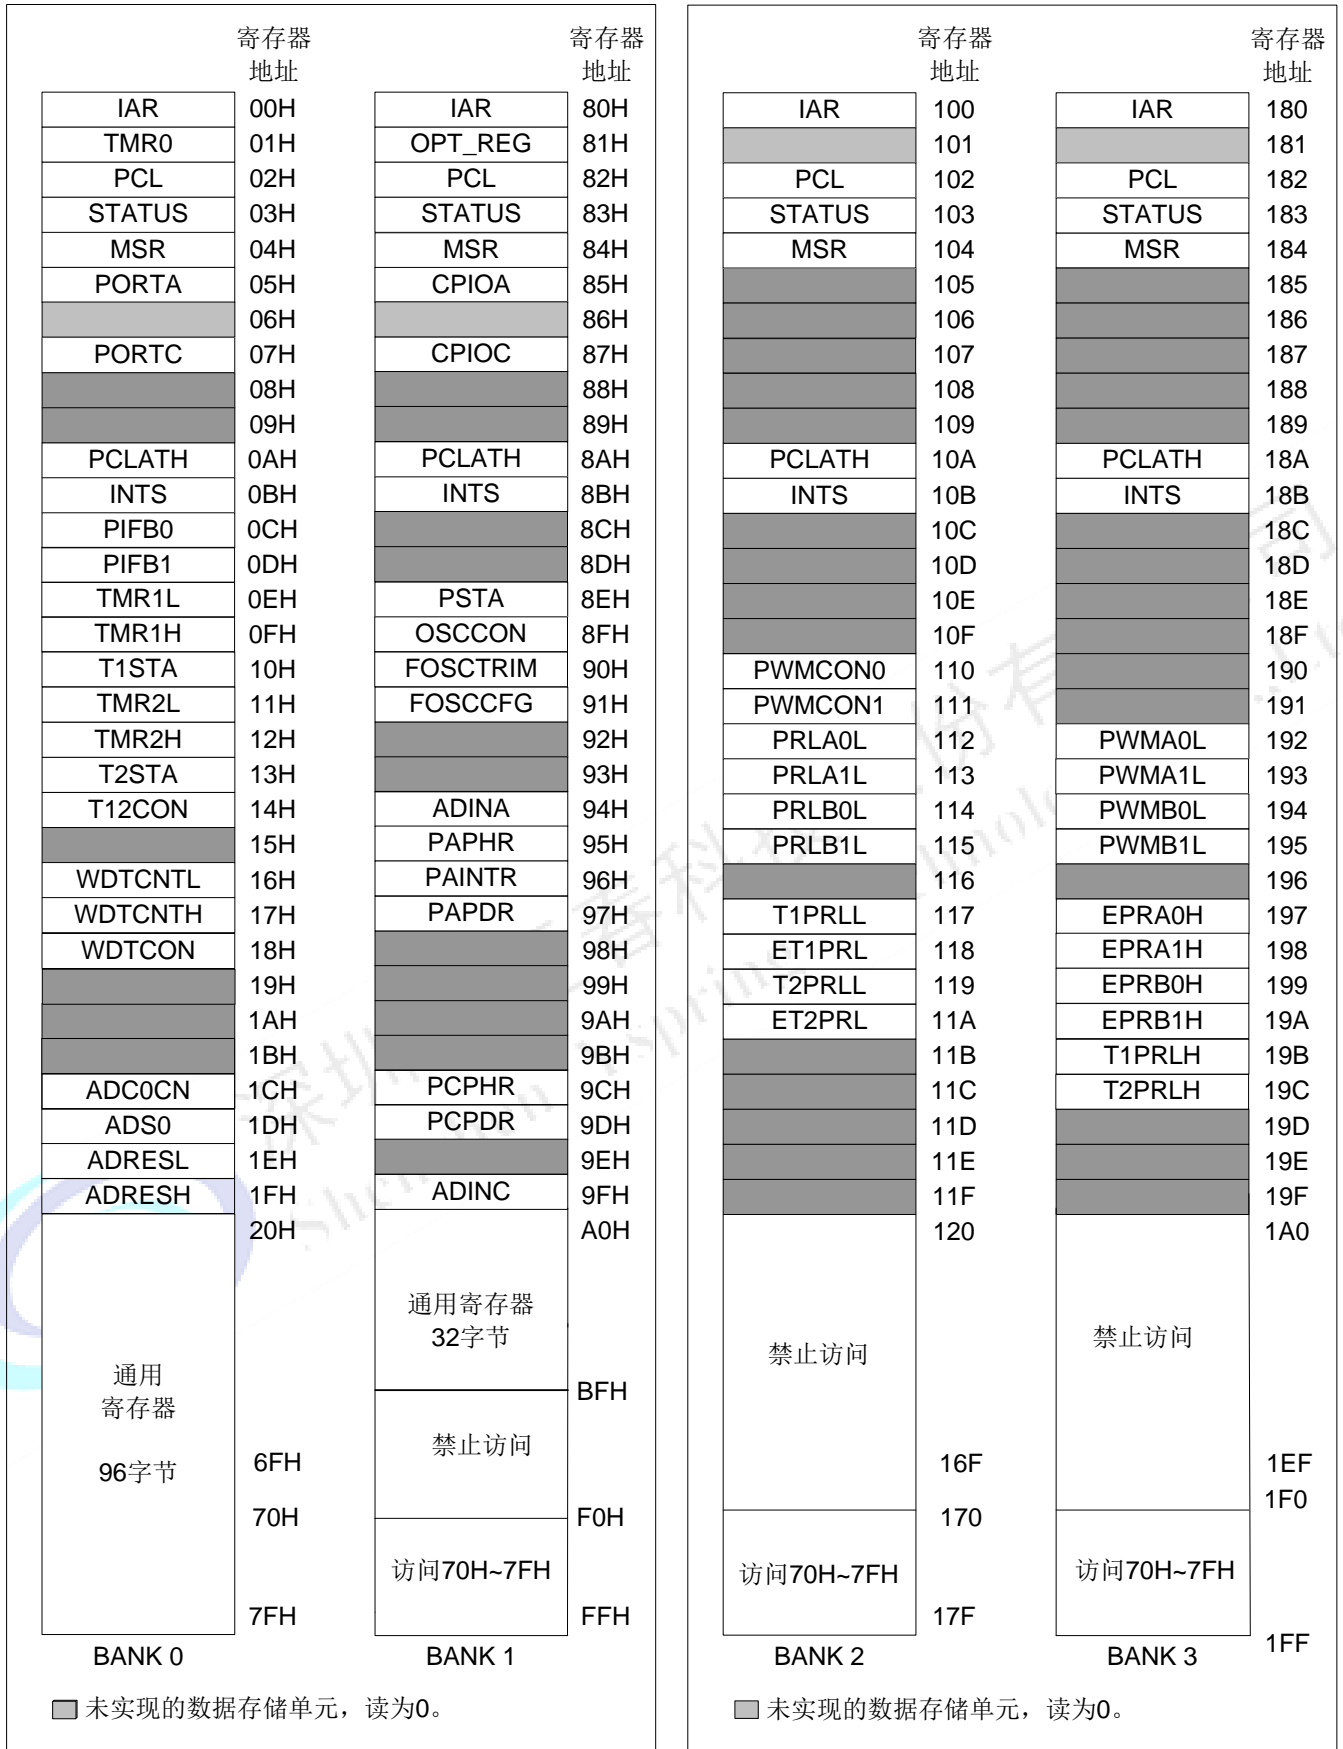 寄存器
地址
IAR 00H
TMR0 01H
PCL 02H
STATUS 03H
MSR 04H
PORTA 05H
06H
PORTC 07H
08H
09H
PCLATH 0AH
INTS 0BH
PIFB0 0CH
PIFB1 0DH
TMR1L 0EH
TMR1H 0FH
T1STA 10H
TMR2L 11H
TMR2H 12H
T2STA 13H
T12CON 14H
15H
WDTCNTL 16H
WDTCNTH 17H
WDTCON 18H
19H
1AH
1BH
ADC0CN 1CH
ADS0 1DH
ADRESL 1EH
ADRESH 1FH
20H
通用
寄存器
96字节
6FH
70H
7FH
BANK 0
寄存器
地址
IAR 80H
OPT_REG 81H
PCL 82H
STATUS 83H
MSR 84H
CPIOA 85H
86H
CPIOC 87H
88H
89H
PCLATH 8AH
INTS 8BH
8CH
8DH
PSTA 8EH
OSCCON 8FH
FOSCTRIM 90H
FOSCCFG 91H
92H
93H
ADINA 94H
PAPHR 95H
PAINTR 96H
PAPDR 97H
98H
99H
9AH
9BH
PCPHR 9CH
PCPDR 9DH
9EH
ADINC 9FH
A0H
通用寄存器
32字节
BFH
禁止访问
F0H
访问70H~7FH
FFH
BANK 1
未实现的数据存储单元，读为0。
寄存器
地址
IAR 100
101
PCL 102
STATUS 103
MSR 104
105
106
107
108
109
PCLATH 10A
INTS 10B
10C
10D
10E
10F
PWMCON0 110
PWMCON1 111
PRLA0L 112
PRLA1L 113
PRLB0L 114
PRLB1L 115
116
T1PRLL 117
ET1PRL 118
T2PRLL 119
ET2PRL 11A
11B
11C
11D
11E
11F
120
禁止访问
16F
170
访问70H~7FH
17F
BANK 2
寄存器
地址
IAR 180
181
PCL 182
STATUS 183
MSR 184
185
186
187
188
189
PCLATH 18A
INTS 18B
18C
18D
18E
18F
190
191
PWMA0L 192
PWMA1L 193
PWMB0L 194
PWMB1L 195
196
EPRA0H 197
EPRA1H 198
EPRB0H 199
EPRB1H 19A
T1PRLH 19B
T2PRLH 19C
19D
19E
19F
1A0
禁止访问
1EF
1F0
访问70H~7FH
1FF
BANK 3
未实现的数据存储单元，读为0。